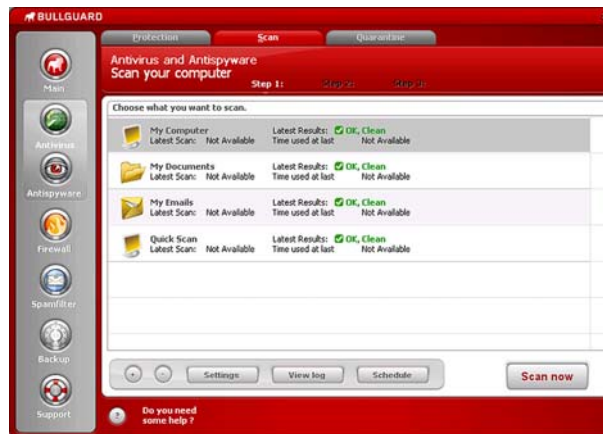 BULLGUARD
Protection Scan Quarantine
Antivirus and Antispyware
Scan your computer
Step 1: Step 2: Step 3:
Main
Antivirus
Antispyware
Firewall
Spamfilter
Backup
Support
Choose what you want to scan.
My Computer Latest Results: OK, Clean
Latest Scan: Not Available Time used at last Not Available
My Documents Latest Results: OK, Clean
Latest Scan: Not Available Time used at last Not Available
My Emails Latest Results: OK, Clean
Latest Scan: Not Available Time used at last Not Available
Quick Scan Latest Results: OK, Clean
Latest Scan: Not Available Time used at last Not Available
+ - Settings View log Schedule Scan now
? Do you need
some help ?